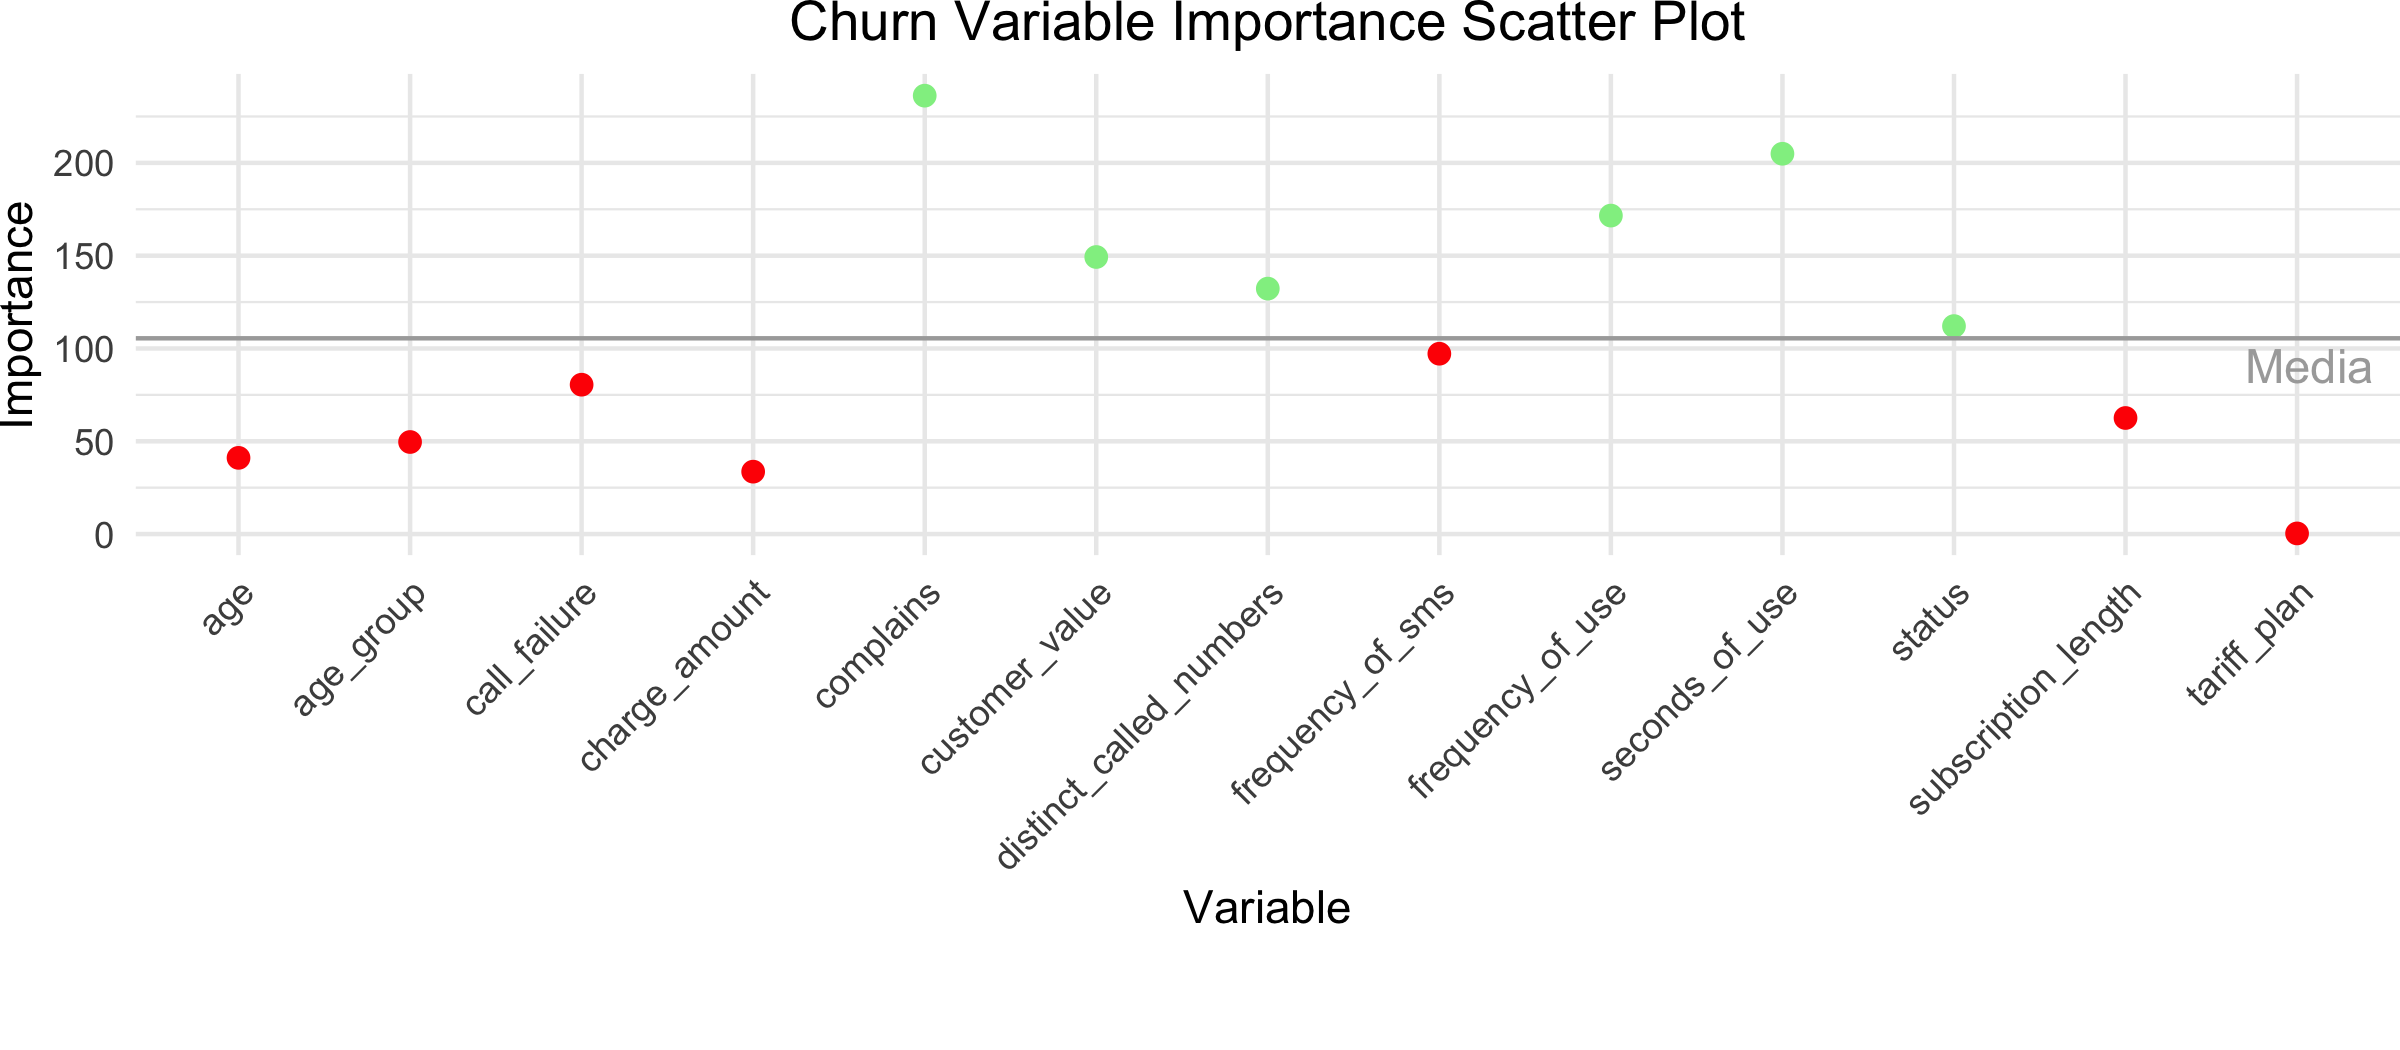 Churn Variable Importance Scatter Plot
Importance
200
150
100
50
0
Media
age
age_group
call_failure
charge_amount
complains
customer_value
distinct_called_numbers
frequency_of_sms
frequency_of_use
seconds_of_use
status
subscription_length
tariff_plan
Variable